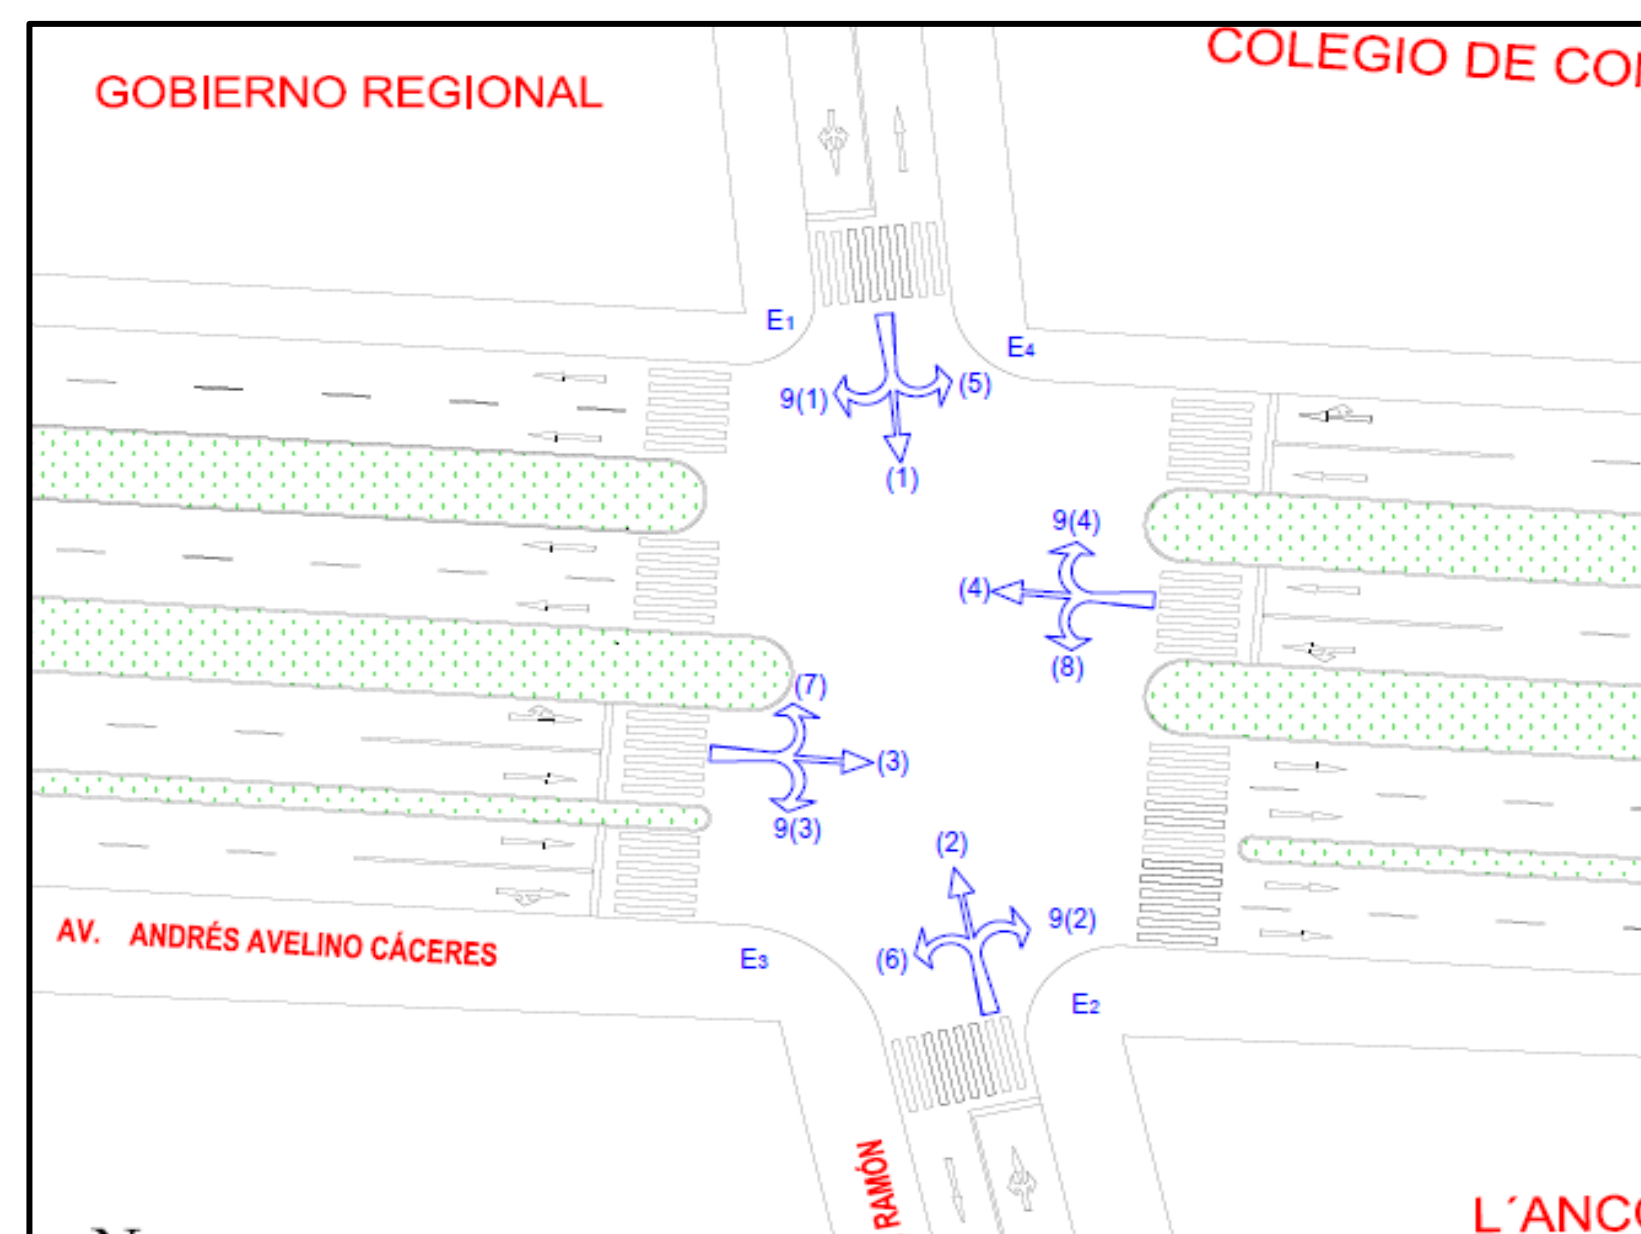 GOBIERNO REGIONAL
COLEGIO DE CO
E1
E4
9(1)
(5)
(1)
9(4)
(4)
(8)
(7)
(3)
9(3)
(2)
9(2)
(6)
AV. ANDRÉS AVELINO CÁCERES
E3
E2
RAMÓN
L´ANC